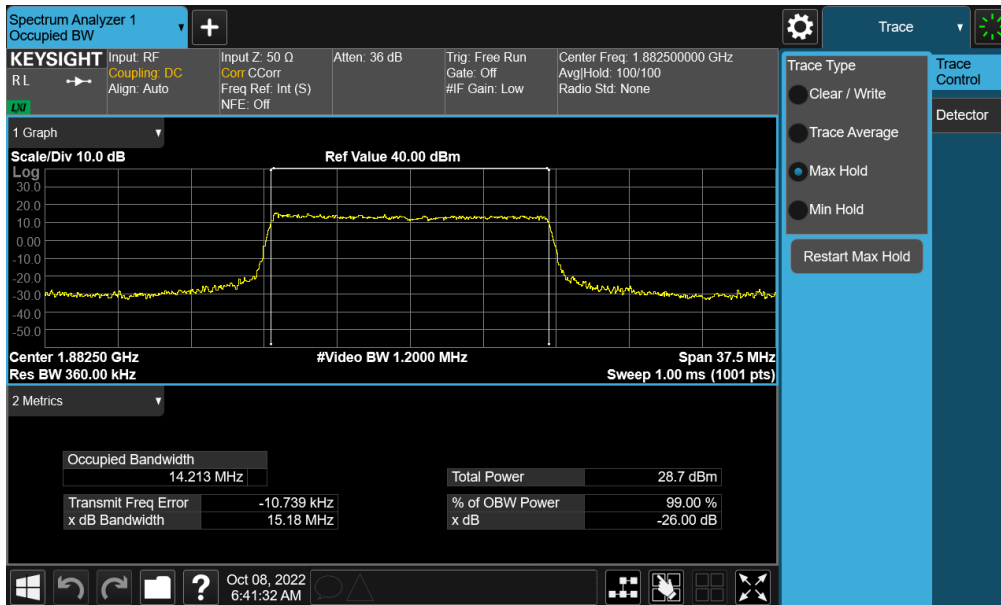 Spectrum Analyzer 1
Occupied BW
+
Trace
KEYSIGHT
R L
LXI
Input: RF
Coupling: DC
Align: Auto
Input Z: 50 Ω
Corr CCorr
Freq Ref: Int (S)
NFE: Off
Atten: 36 dB
Trig: Free Run
Gate: Off
#IF Gain: Low
Center Freq: 1.882500000 GHz
Avg|Hold: 100/100
Radio Std: None
Trace Type
Clear / Write
Trace Average
Max Hold
Min Hold
Restart Max Hold
Trace
Control
Detector
1 Graph
Scale/Div 10.0 dB
Ref Value 40.00 dBm
Log
30.0
20.0
10.0
0.00
-10.0
-20.0
-30.0
-40.0
-50.0
Center 1.88250 GHz
#Video BW 1.2000 MHz
Span 37.5 MHz
Res BW 360.00 kHz
Sweep 1.00 ms (1001 pts)
2 Metrics
Occupied Bandwidth
14.213 MHz
Total Power 28.7 dBm
Transmit Freq Error -10.739 kHz
% of OBW Power 99.00 %
x dB Bandwidth 15.18 MHz
x dB -26.00 dB
?
Oct 08, 2022
6:41:32 AM